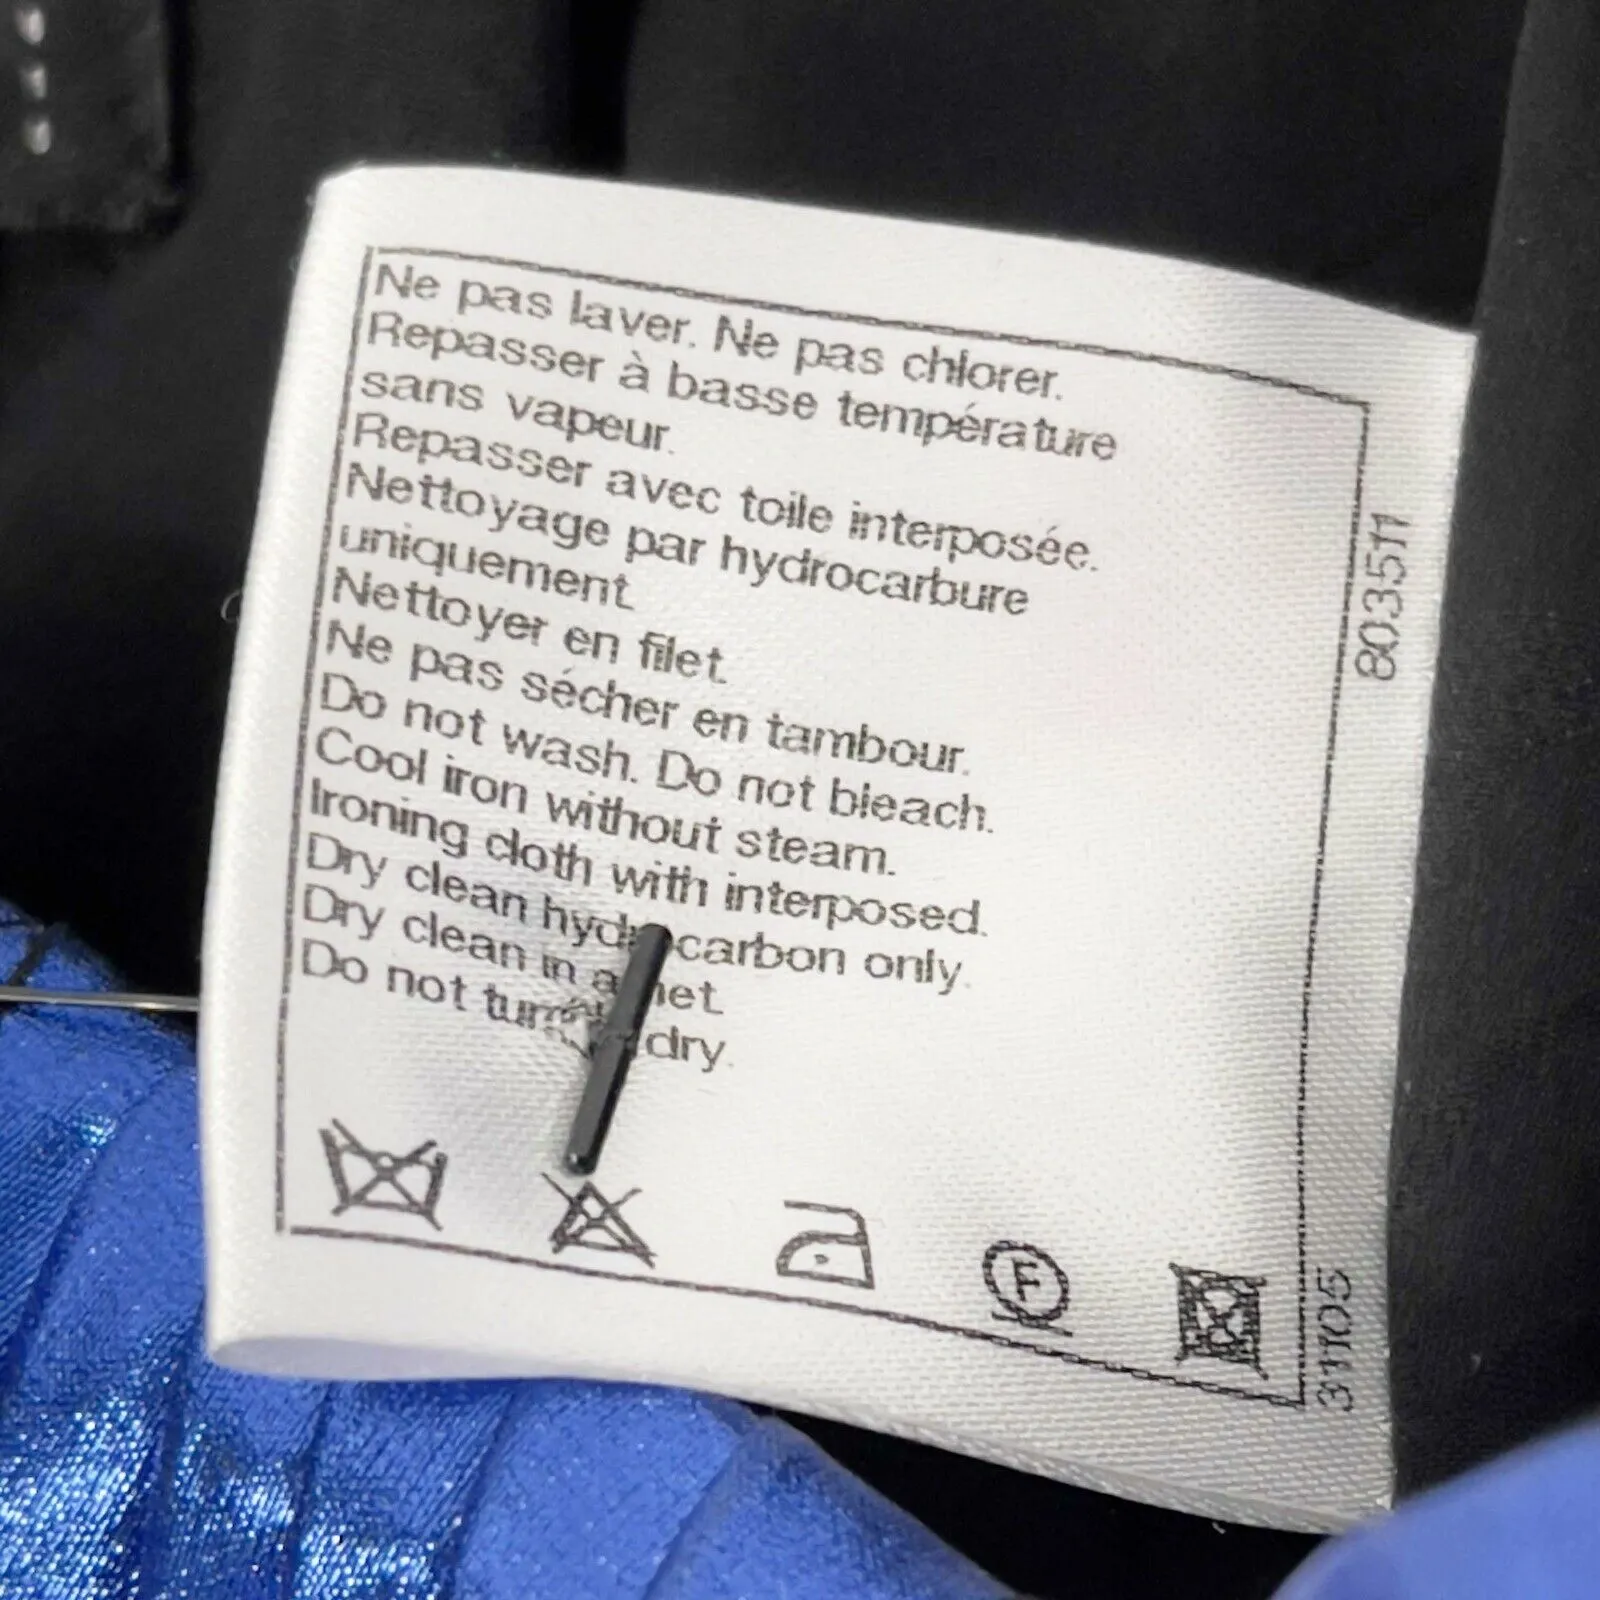 Ne pas laver. Ne pas chlorer.
Repasser à basse température
sans vapeur.
Repasser avec toile interposée.
Nettoyage par hydrocarbure
uniquement.
Nettoyer en filet.
Ne pas sécher en tambour.
Do not wash. Do not bleach.
Cool iron without steam.
Ironing cloth with interposed.
Dry clean hydrocarbon only.
Dry clean in a net.
Do not tumble dry.
F
803511
31105